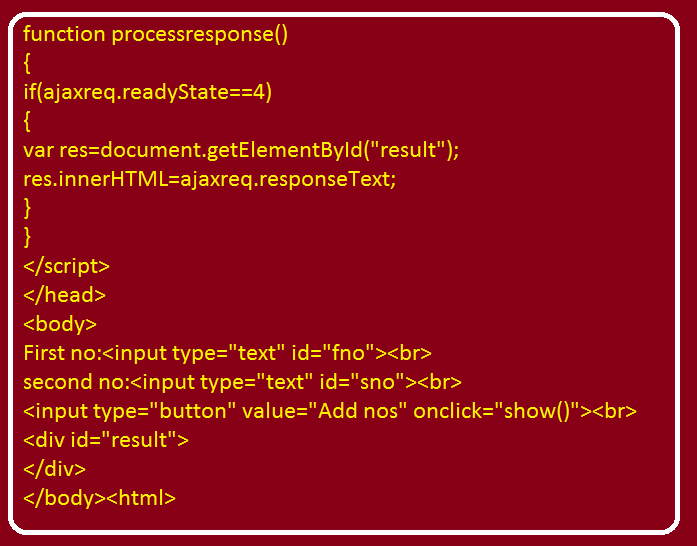 function processresponse()
{
if(ajaxreq.readyState==4)
{
var res=document.getElementById("result");
res.innerHTML=ajaxreq.responseText;
}
}
</script>
</head>
<body>
First no:<input type="text" id="fno"><br>
second no:<input type="text" id="sno"><br>
<input type="button" value="Add nos" onclick="show()"><br>
<div id="result">
</div>
</body><html>